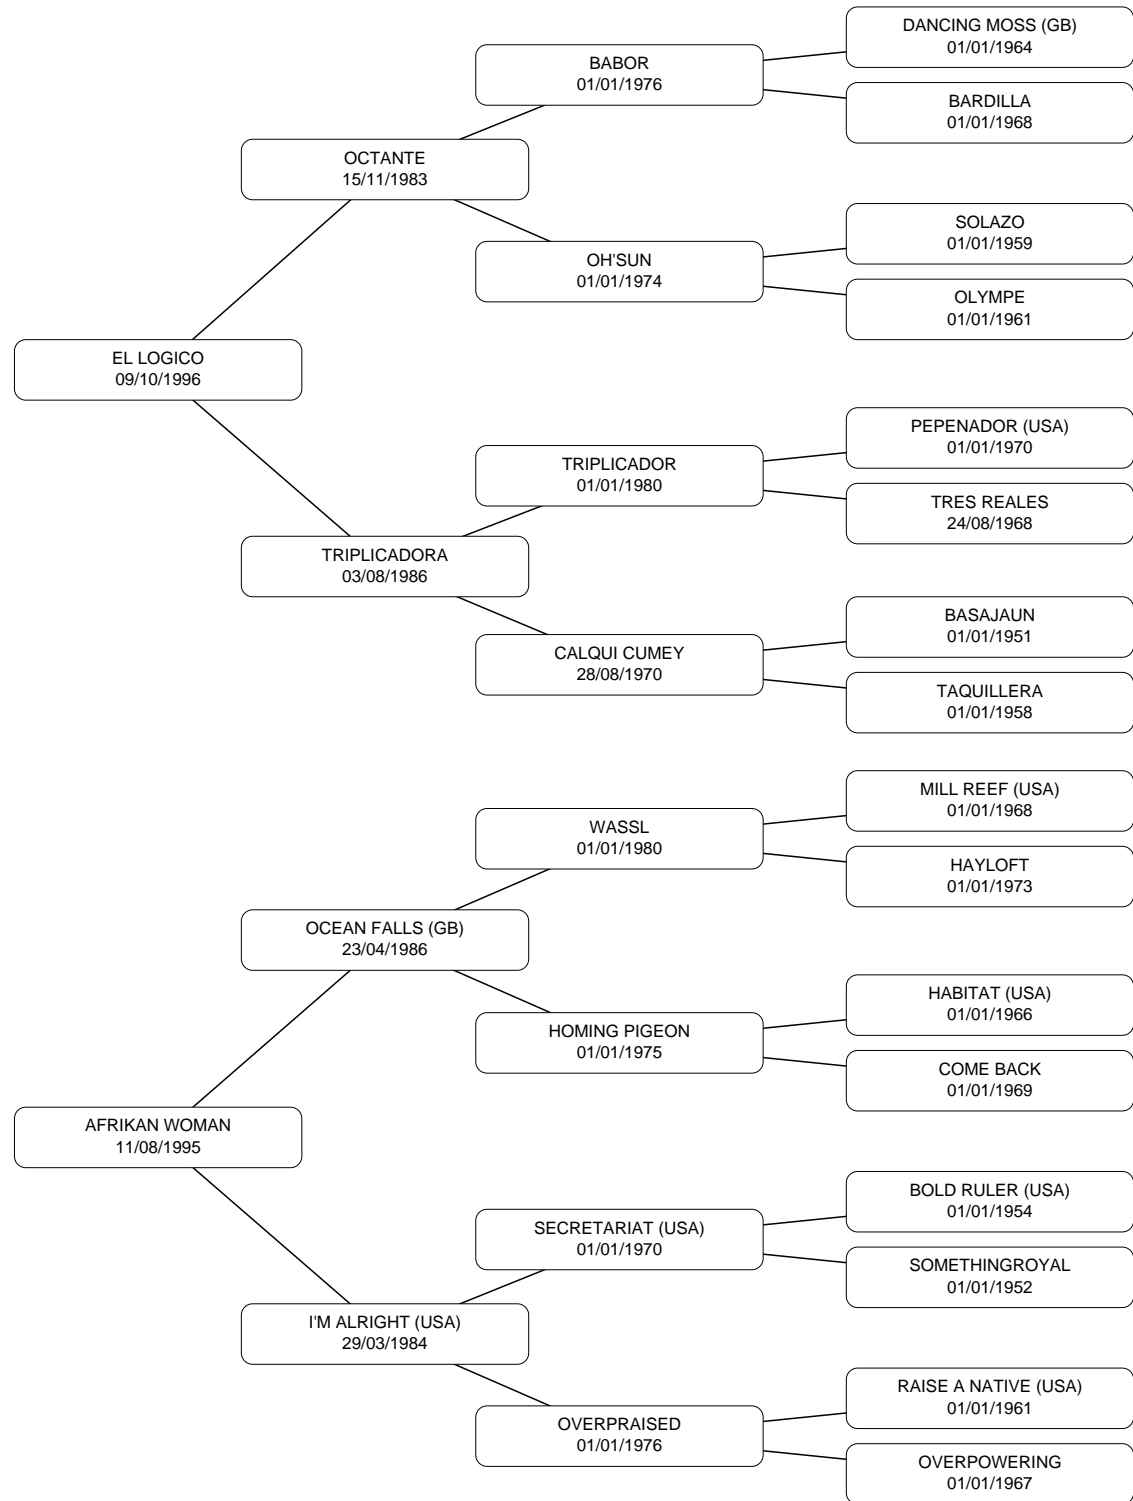 DANCING MOSS (GB)
01/01/1964
BABOR
01/01/1976
BARDILLA
01/01/1968
OCTANTE
15/11/1983
SOLAZO
01/01/1959
OH'SUN
01/01/1974
OLYMPE
01/01/1961
EL LOGICO
09/10/1996
PEPENADOR (USA)
01/01/1970
TRIPLICADOR
01/01/1980
TRES REALES
24/08/1968
TRIPLICADORA
03/08/1986
BASAJAUN
01/01/1951
CALQUI CUMEY
28/08/1970
TAQUILLERA
01/01/1958
MILL REEF (USA)
01/01/1968
WASSL
01/01/1980
HAYLOFT
01/01/1973
OCEAN FALLS (GB)
23/04/1986
HABITAT (USA)
01/01/1966
HOMING PIGEON
01/01/1975
COME BACK
01/01/1969
AFRIKAN WOMAN
11/08/1995
BOLD RULER (USA)
01/01/1954
SECRETARIAT (USA)
01/01/1970
SOMETHINGROYAL
01/01/1952
I'M ALRIGHT (USA)
29/03/1984
RAISE A NATIVE (USA)
01/01/1961
OVERPRAISED
01/01/1976
OVERPOWERING
01/01/1967